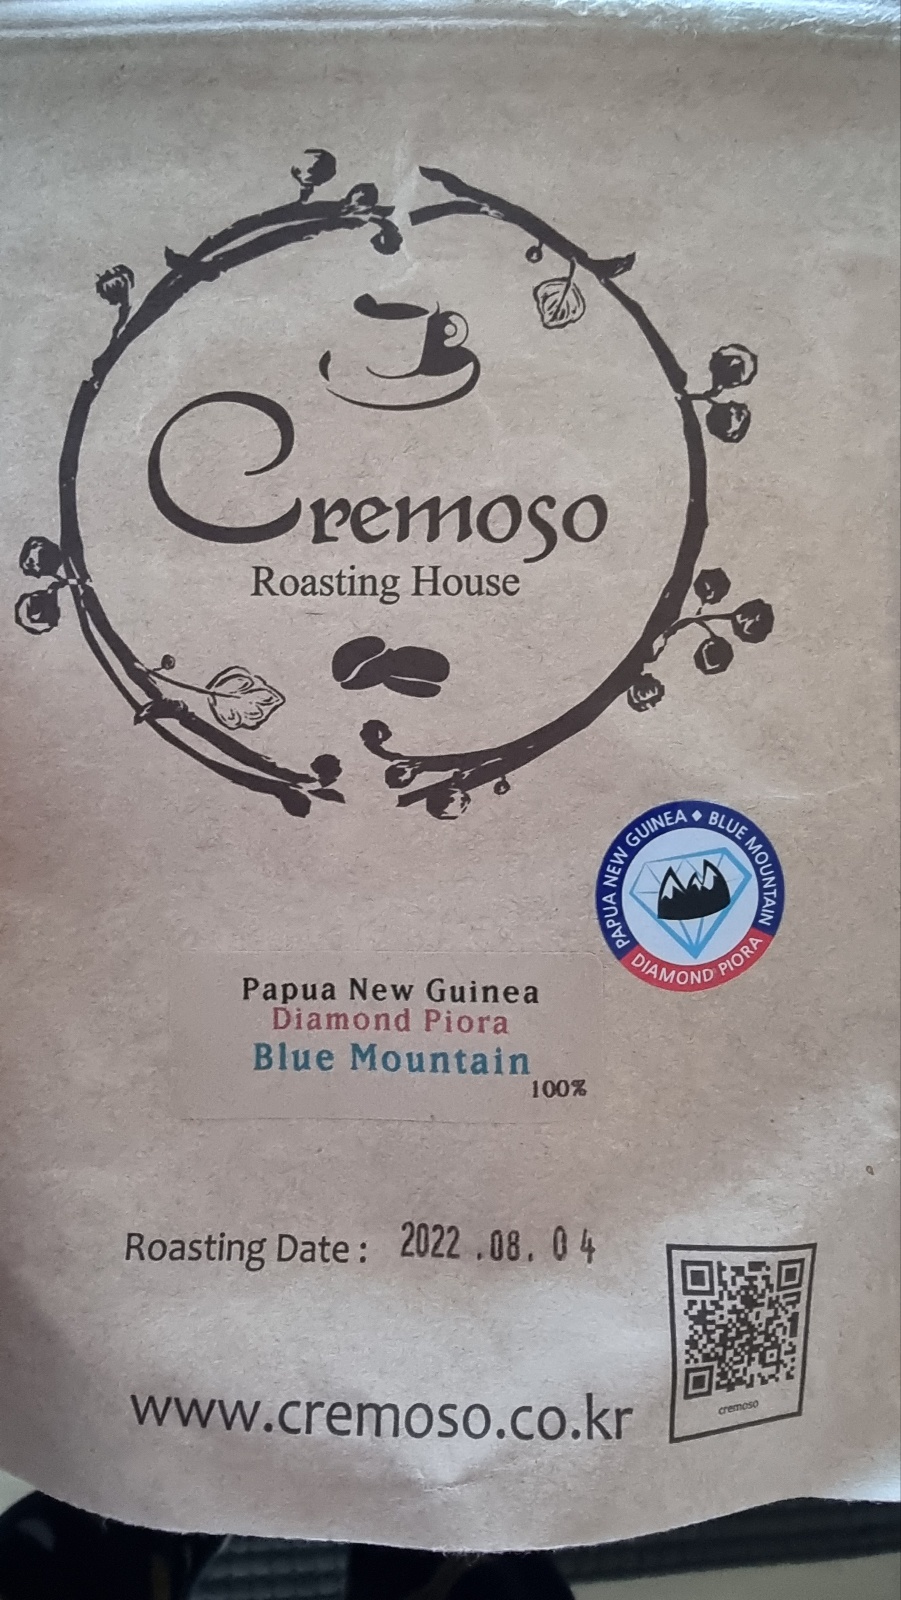 Cremoso
Roasting House
PAPUA NEW GUINEA ♦ BLUE MOUNTAIN
DIAMOND PIORA
Papua New Guinea
Diamond Piora
Blue Mountain
100%
Roasting Date : 2022 .08. 04
www.cremoso.co.kr
cremoso